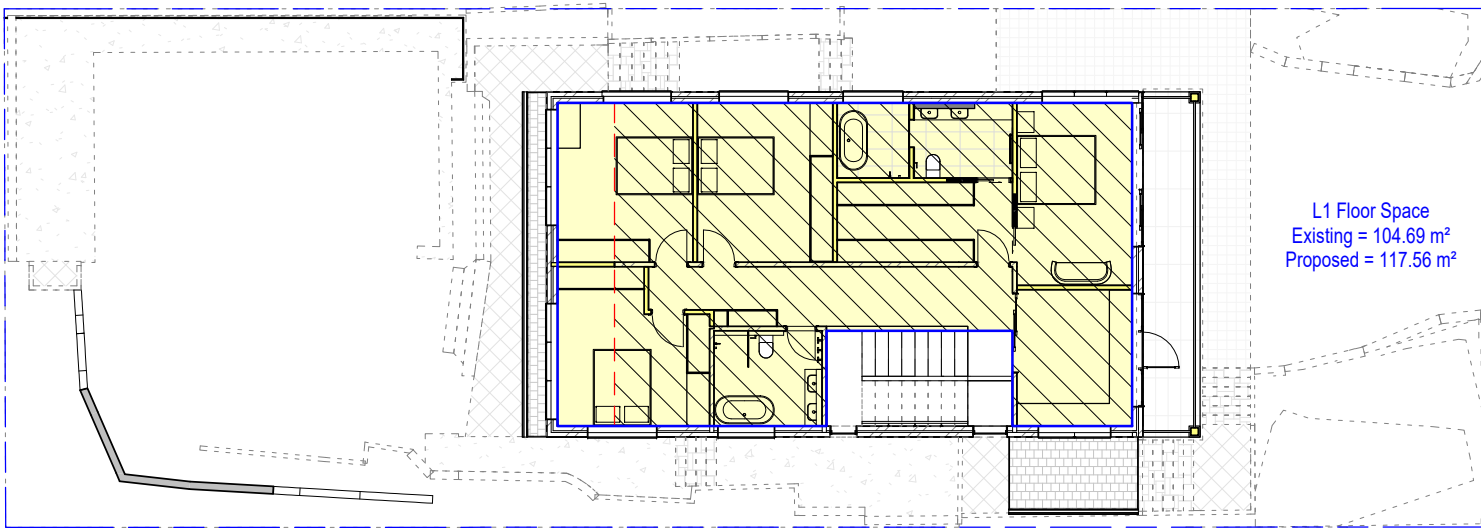 L1 Floor Space
Existing = 104.69 m²
Proposed = 117.56 m²